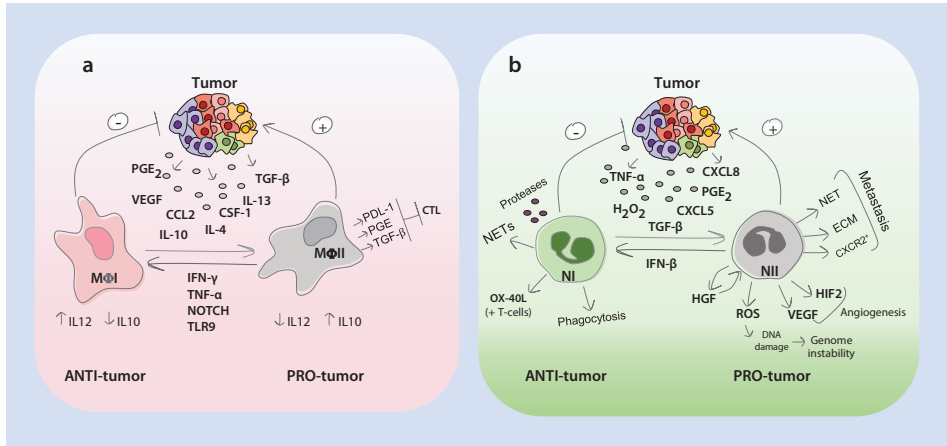 a
Tumor
-
+
PGE2
TGF-β
VEGF
IL-13
CSF-1
CCL2
IL-4
IL-10
PDL-1
PGE
TGF-β
CTL
MΦI
MΦII
IFN-γ
TNF-α
NOTCH
TLR9
↑ IL12 ↓ IL10
↓ IL12 ↑ IL10
ANTI-tumor
PRO-tumor
b
Tumor
-
+
TNF-α
CXCL8
PGE2
H2O2
CXCL5
Proteases
NETs
TGF-β
IFN-β
NI
NII
NET
ECM
CXCR2+
Metastasis
OX-40L
(+ T-cells)
Phagocytosis
HGF
ROS
VEGF
HIF2
Angiogenesis
DNA
damage
Genome
instability
ANTI-tumor
PRO-tumor